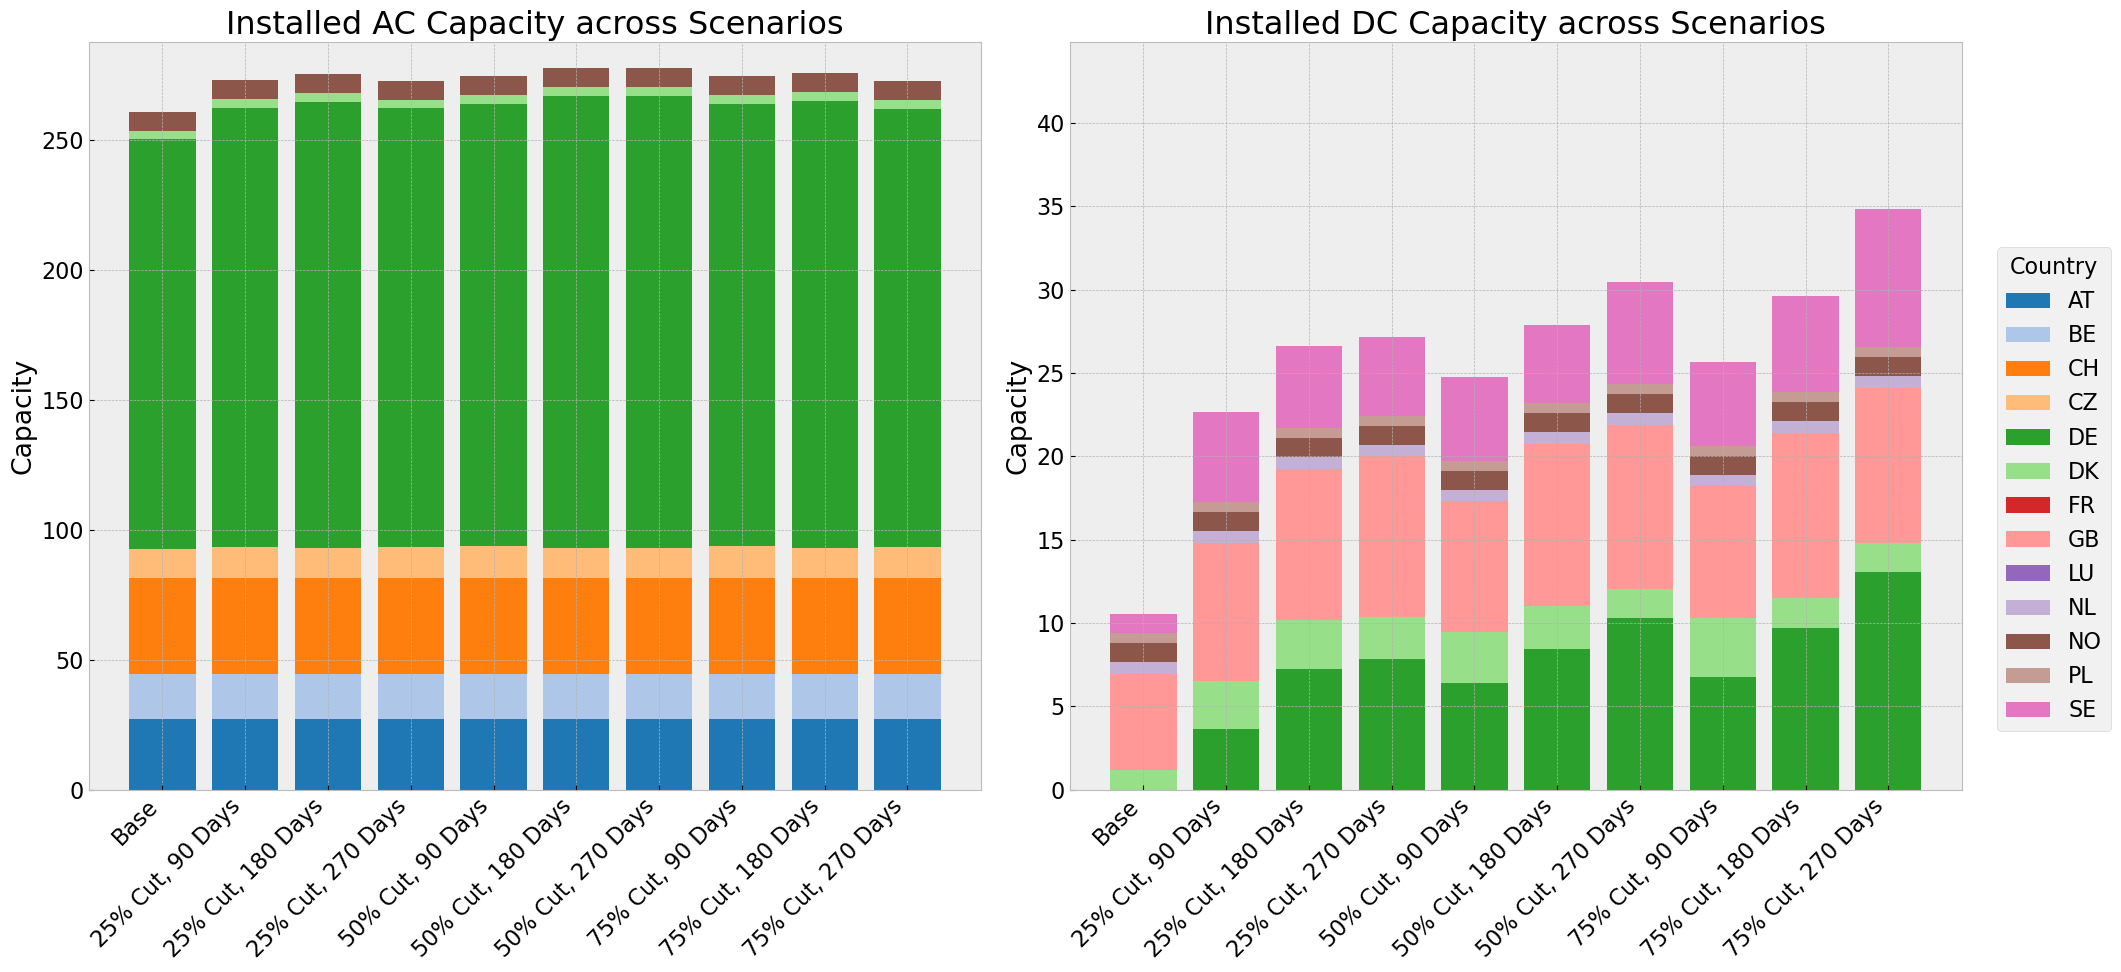 Installed AC Capacity across Scenarios
Capacity
250
200
150
100
50
0
Base
25% Cut, 90 Days
25% Cut, 180 Days
25% Cut, 270 Days
50% Cut, 90 Days
50% Cut, 180 Days
50% Cut, 270 Days
75% Cut, 90 Days
75% Cut, 180 Days
75% Cut, 270 Days
Installed DC Capacity across Scenarios
Capacity
40
35
30
25
20
15
10
5
0
Base
25% Cut, 90 Days
25% Cut, 180 Days
25% Cut, 270 Days
50% Cut, 90 Days
50% Cut, 180 Days
50% Cut, 270 Days
75% Cut, 90 Days
75% Cut, 180 Days
75% Cut, 270 Days
Country
AT
BE
CH
CZ
DE
DK
FR
GB
LU
NL
NO
PL
SE